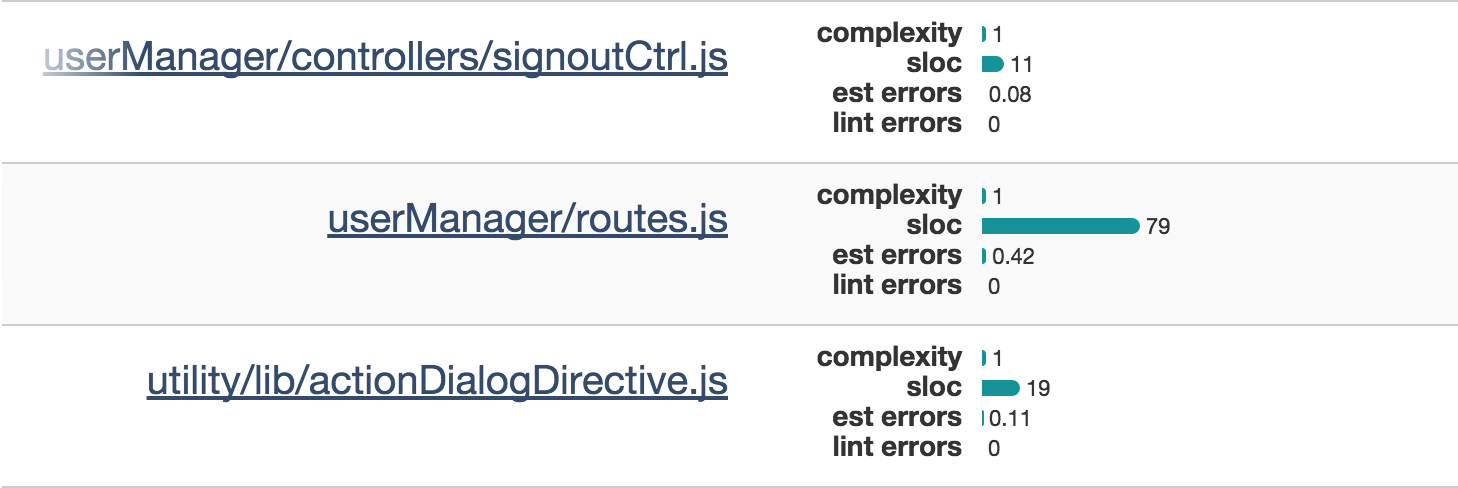 userManager/controllers/signoutCtrl.js
complexity 1
sloc 11
est errors 0.08
lint errors 0
userManager/routes.js
complexity 1
sloc 79
est errors 0.42
lint errors 0
utility/lib/actionDialogDirective.js
complexity 1
sloc 19
est errors 0.11
lint errors 0